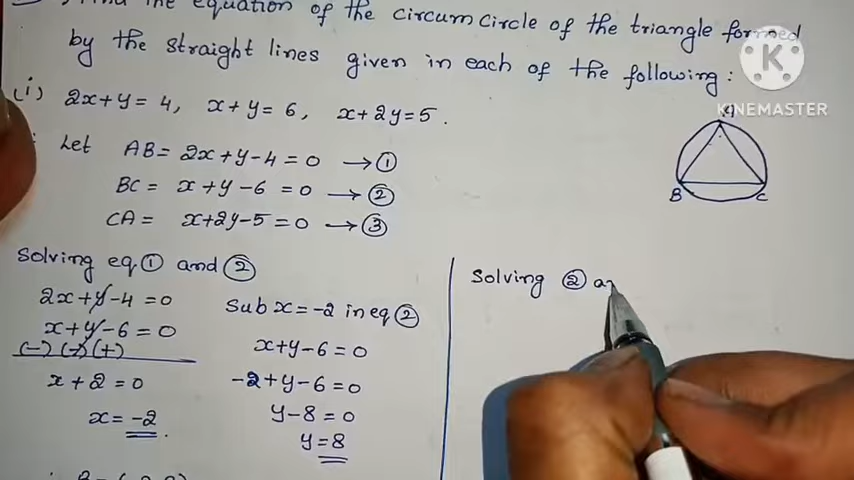 Find the equation of the circumcircle of the triangle formed
by the straight lines given in each of the following:
(i) 2x+y=4, x+y=6, x+2y=5.
KINEMASTER
Let AB= 2x+y-4=0 → ①
BC= x+y-6=0 → ②
CA= x+2y-5=0 → ③
A
B C
Solving eq ① and ②
2x+y-4=0
x+y-6=0
(-) (-) (+)
x+2=0
x=-2
Sub x=-2 in eq ②
x+y-6=0
-2+y-6=0
y-8=0
y=8
Solving ② an